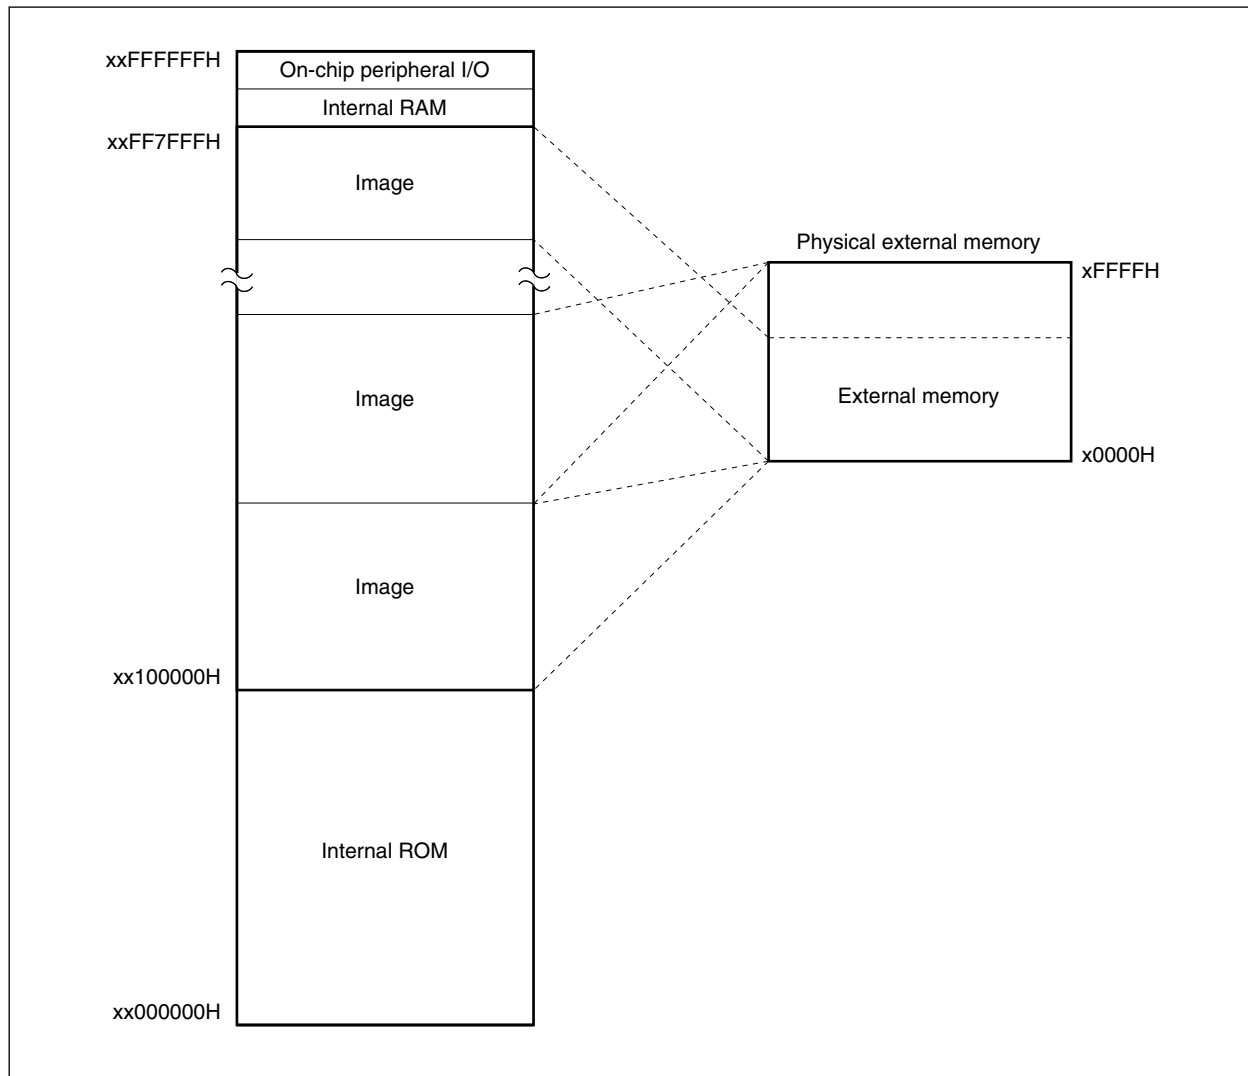 xxFFFFFFH
On-chip peripheral I/O
Internal RAM
xxFF7FFFH
Image
Physical external memory
xFFFFH
Image
External memory
x0000H
Image
xx100000H
Internal ROM
xx000000H